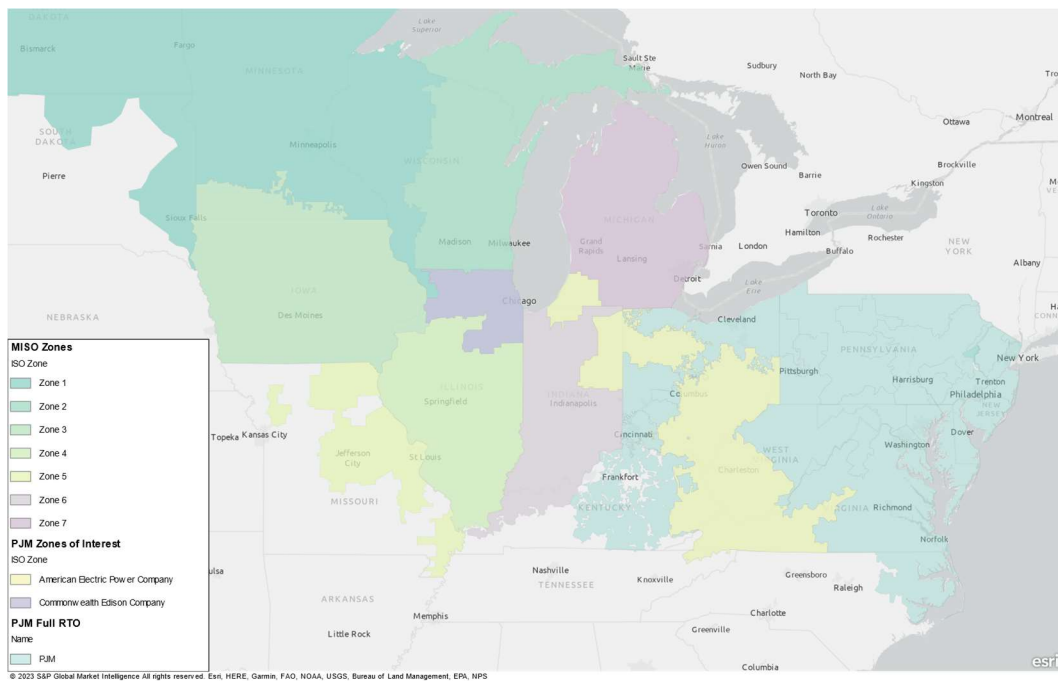 DAKOTA
Bismarck
Fargo
Lake
Superior
MINNESOTA
Sault Ste
Marie
Sudbury
North Bay
Montreal
Ottawa
SOUTH
DAKOTA
Pierre
Minneapolis
WISCONSIN
Lake
Huron
Owen Sound
Barrie
Brockville
Kingston
Sioux Falls
Toronto
Lake
Ontario
MICHIGAN
Hamilton
Rochester
Buffalo
NEW
YORK
Albany
Madison
Milwaukee
Grand
Rapids
Lansing
Sarnia
London
Detroit
Lake
Erie
IOWA
Des Moines
Chicago
NEBRASKA
Cleveland
PENNSYLVANIA
New York
Pittsburgh
Harrisburg
Trenton
Philadelphia
NEW
JERSEY
ILLINOIS
Springfield
INDIANA
Indianapolis
Columbus
Topeka
Kansas City
Cincinnati
Dover
Washington
WEST
VIRGINIA
Jefferson
City
St Louis
Charleston
Frankfort
MISSOURI
KENTUCKY
Richmond
Norfolk
Nashville
TENNESSEE
Knoxville
Greensboro
Raleigh
ARKANSAS
Memphis
Little Rock
Charlotte
Greenville
Columbia
MISO Zones
ISO Zone
Zone 1
Zone 2
Zone 3
Zone 4
Zone 5
Zone 6
Zone 7
PJM Zones of Interest
ISO Zone
American Electric Power Company
Commonwealth Edison Company
PJM Full RTO
Name
PJM
esri
© 2023 S&P Global Market Intelligence All rights reserved. Esri, HERE, Garmin, FAO, NOAA, USGS, Bureau of Land Management, EPA, NPS